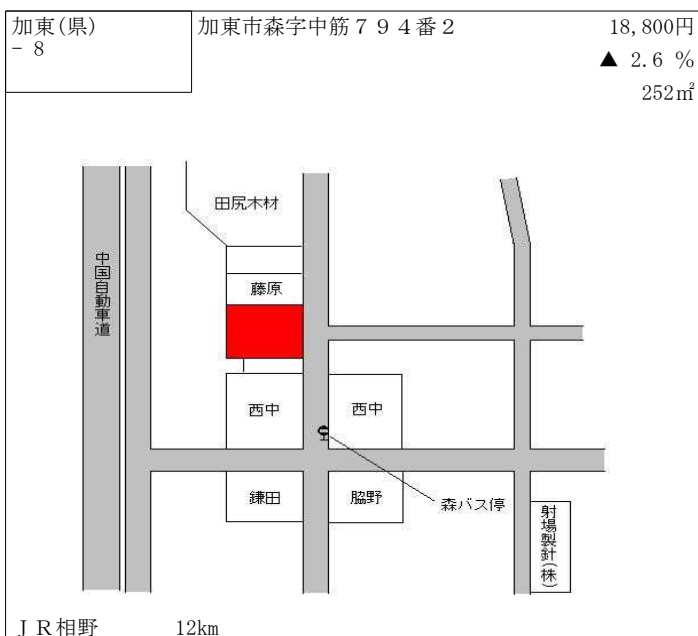 加東(県)
- 8
加東市森字中筋７９４番２
18,800円
▲ 2.6 %
252㎡
田尻木材
中国自動車道
藤原
西中
西中
鎌田
脇野
森バス停
射場製針(株)
ＪＲ相野
12km